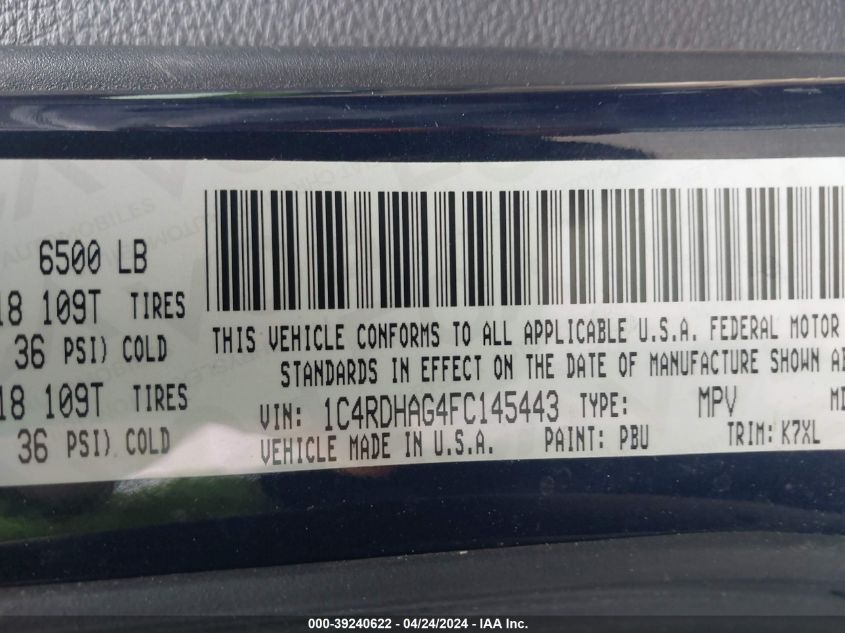 6500 LB
18 109T TIRES
36 PSI) COLD
18 109T TIRES
36 PSI) COLD
THIS VEHICLE CONFORMS TO ALL APPLICABLE U.S.A. FEDERAL MOTOR
STANDARDS IN EFFECT ON THE DATE OF MANUFACTURE SHOWN AB
VIN: 1C4RDHAG4FC145443 TYPE: MPV
VEHICLE MADE IN U.S.A. PAINT: PBU TRIM: K7XL
000-39240622 - 04/24/2024 - IAA Inc.